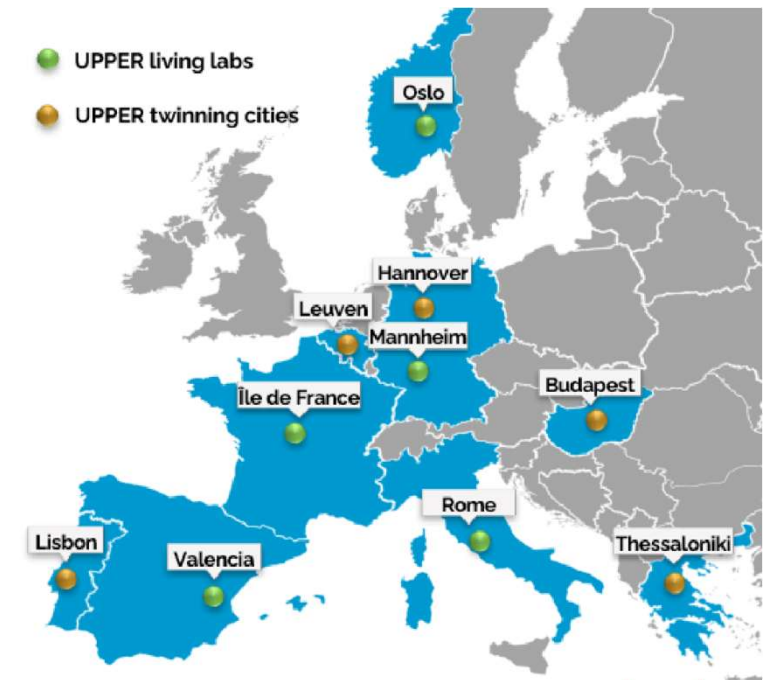 UPPER living labs
UPPER twinning cities
Oslo
Hannover
Leuven
Mannheim
Île de France
Budapest
Rome
Lisbon
Valencia
Thessaloniki